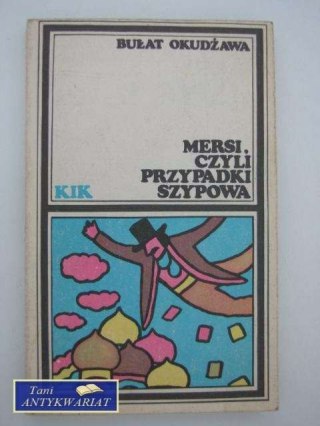 BUŁAT OKUDŻAWA
MERSI,
CZYLI
PRZYPADKI
SZYPOWA
KIK
Tani
ANTYKWARIAT